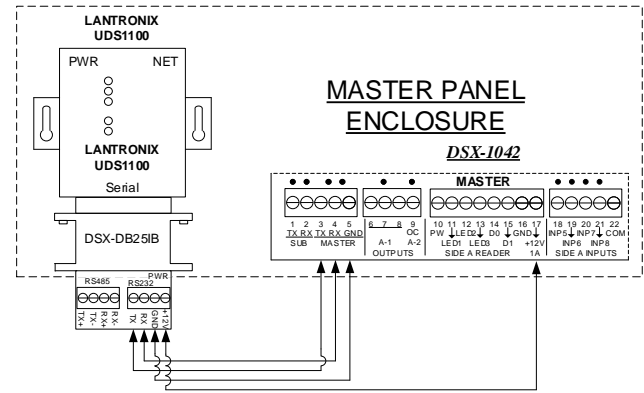 LANTRONIX
UDS1100
PWR NET
LANTRONIX
UDS1100
Serial
DSX-DB25IB
MASTER PANEL
ENCLOSURE
DSX-1042
MASTER
1 2 3 4 5
TX RX TX RX GND
SUB MASTER
6 7 8 9
OC
A-1 A-2
OUTPUTS
10 11 12 13 14 15 16 17
PW LED2 D0 GND
LED1 LED3 D1 +12V
SIDE A READER 1A
18 19 20 21 22
INP5 INP7 COM
INP6 INP8
SIDE A INPUTS
PWR
RS485 RS232
TX+ TX- RX+ RX- TX RX GND +12V